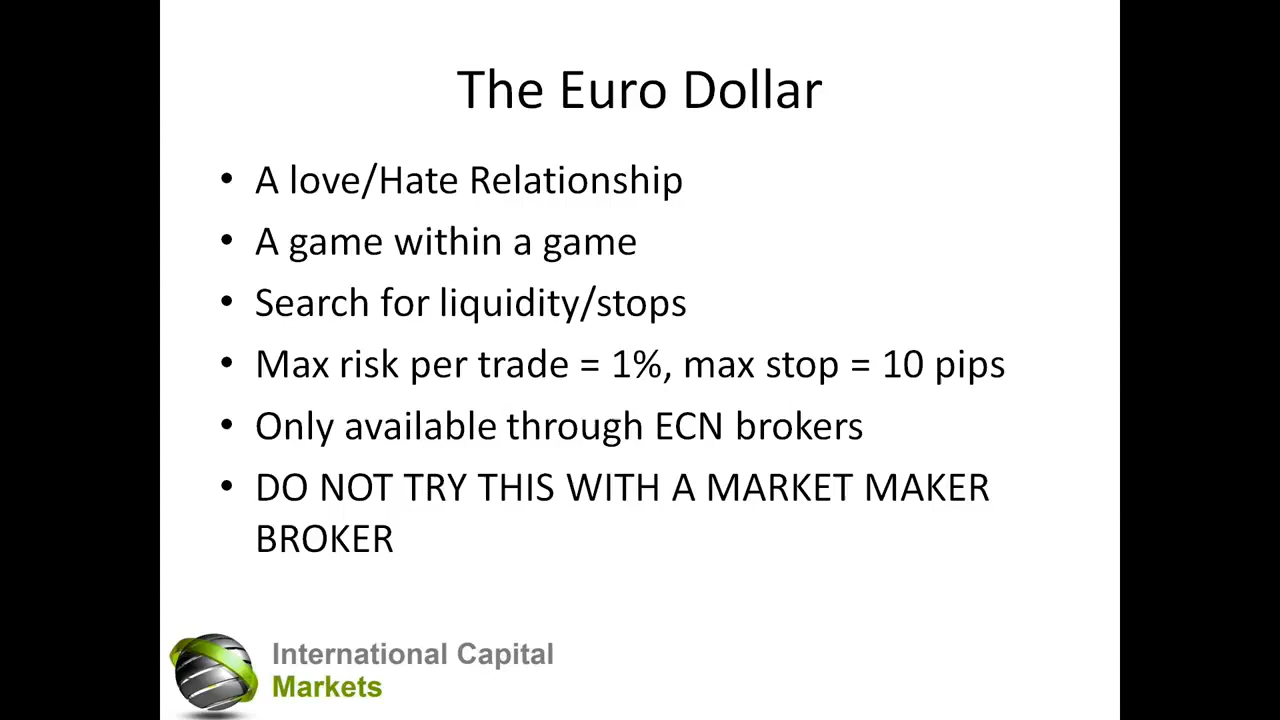 The Euro Dollar
• A love/Hate Relationship
• A game within a game
• Search for liquidity/stops
• Max risk per trade = 1%, max stop = 10 pips
• Only available through ECN brokers
• DO NOT TRY THIS WITH A MARKET MAKER
BROKER
International Capital
Markets